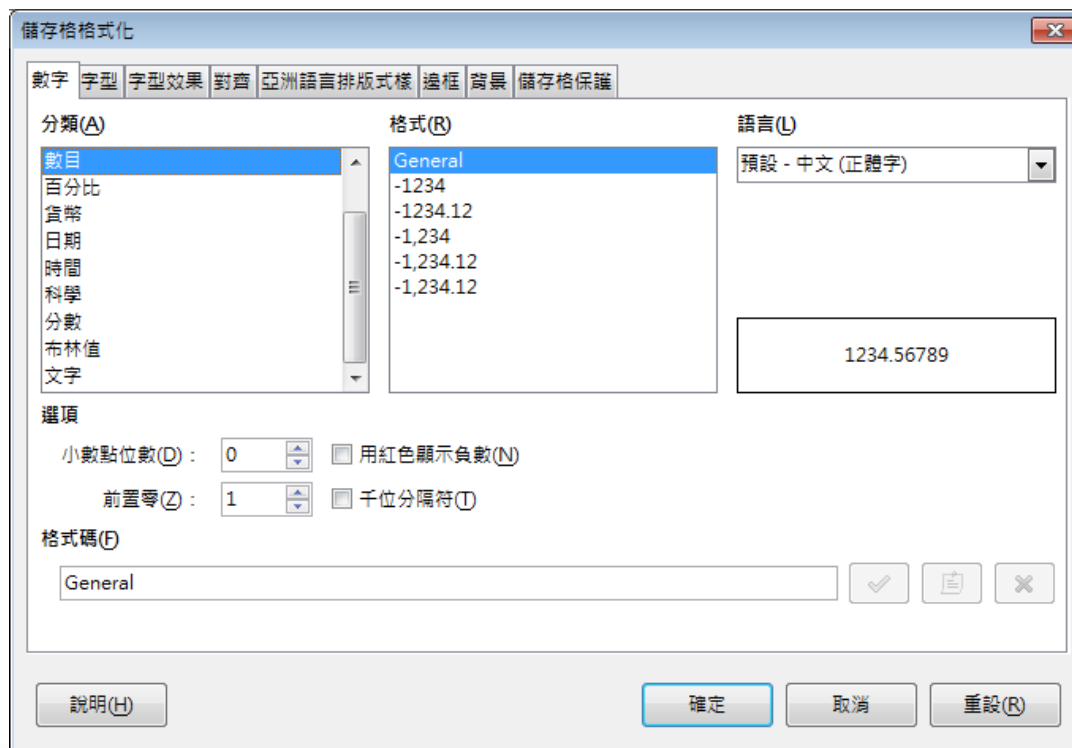 儲存格格式化
數字 字型 字型效果 對齊 亞洲語言排版式樣 邊框 背景 儲存格保護
分類(A)
數目
百分比
貨幣
日期
時間
科學
分數
布林值
文字
格式(R)
General
-1234
-1234.12
-1,234
-1,234.12
-1,234.12
語言(L)
預設 - 中文 (正體字)
1234.56789
選項
小數點位數(D)： 0 用紅色顯示負數(N)
前置零(Z)： 1 千位分隔符(T)
格式碼(F)
General
說明(H) 確定 取消 重設(R)